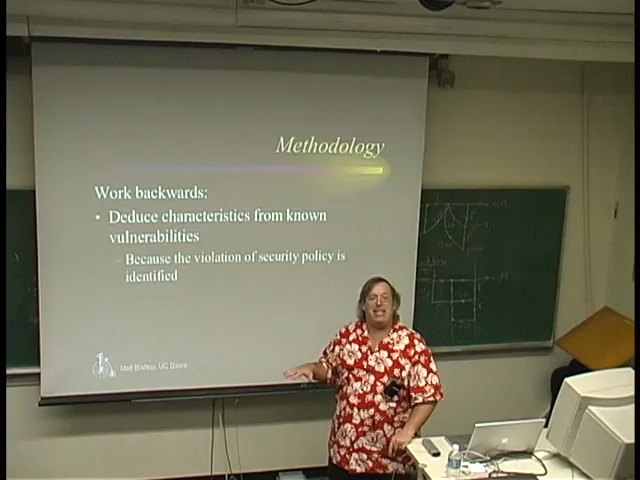 Methodology
Work backwards:
• Deduce characteristics from known
vulnerabilities
– Because the violation of security policy is
identified
Matt Bishop, UC Davis